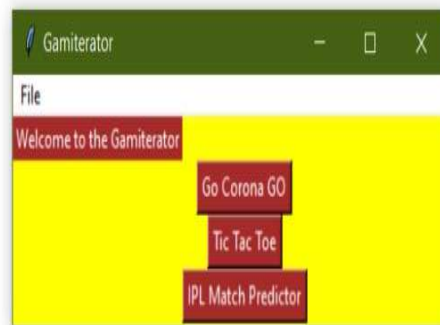 Gamiterator
File
Welcome to the Gamiterator
Go Corona GO
Tic Tac Toe
IPL Match Predictor